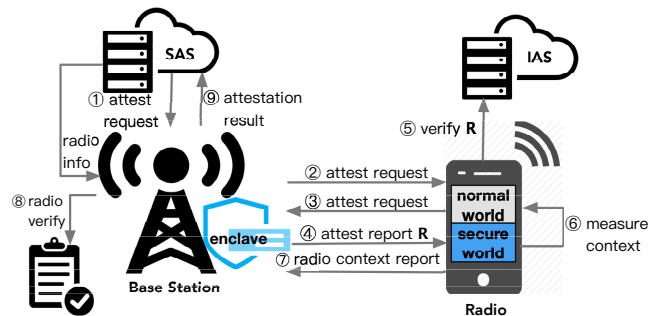 SAS
IAS
① attest
request
⑨ attestation
result
radio
info
⑤ verify R
② attest request
③ attest request
⑧ radio
verify
normal
world
secure
world
⑥ measure
context
enclave
④ attest report R
⑦ radio context report
Base Station
Radio